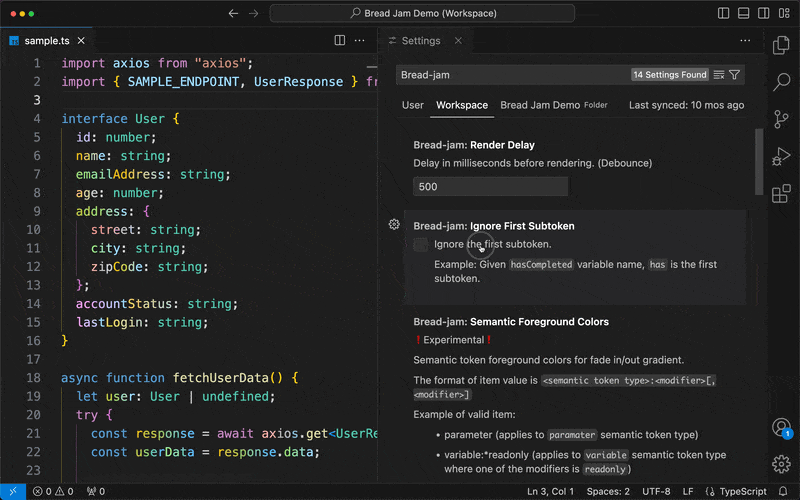 Bread Jam Demo (Workspace)
sample.ts
1 import axios from "axios";
2 import { SAMPLE_ENDPOINT, UserResponse } fr
3
4 interface User {
5 id: number;
6 name: string;
7 emailAddress: string;
8 age: number;
9 address: {
10 street: string;
11 city: string;
12 zipCode: string;
13 };
14 accountStatus: string;
15 lastLogin: string;
16 }
17
18 async function fetchUserData() {
19 let user: User | undefined;
20 try {
21 const response = await axios.get<UserRe
22 const userData = response.data;
23
Settings
Bread-jam
14 Settings Found
User Workspace Bread Jam Demo Folder Last synced: 10 mos ago
Bread-jam: Render Delay
Delay in milliseconds before rendering. (Debounce)
500
Bread-jam: Ignore First Subtoken
Ignore the first subtoken.
Example: Given hasCompleted variable name, has is the first
subtoken.
Bread-jam: Semantic Foreground Colors
❗Experimental❗
Semantic token foreground colors for fade in/out gradient.
The format of item value is <semantic token type>:<modifier>[,
<modifier>]
Example of valid item:
• parameter (applies to paramater semantic token type)
• variable:*readonly (applies to variable semantic token type
where one of the modifiers is readonly)
1
0 0 0 Ln 3, Col 1 Spaces: 2 UTF-8 LF {} TypeScript